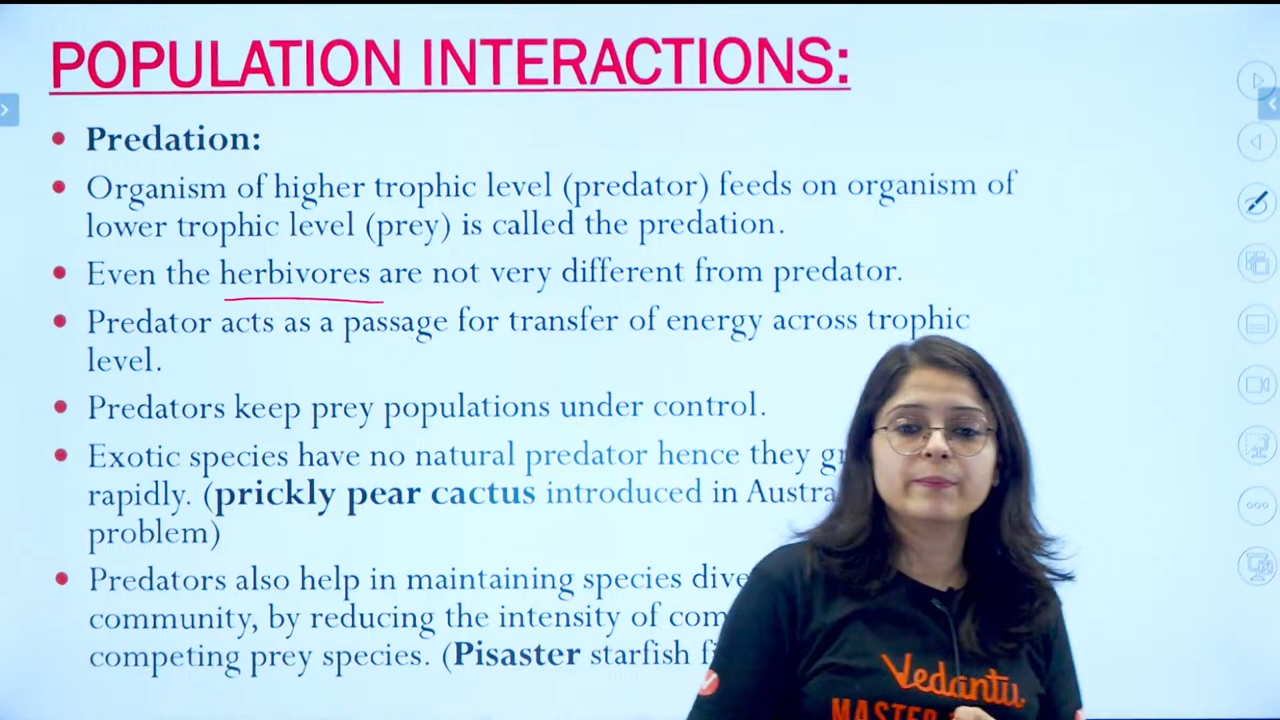 POPULATION INTERACTIONS:
Predation:
Organism of higher trophic level (predator) feeds on organism of
lower trophic level (prey) is called the predation.
Even the herbivores are not very different from predator.
Predator acts as a passage for transfer of energy across trophic
level.
Predators keep prey populations under control.
Exotic species have no natural predator hence they
rapidly. (prickly pear cactus introduced in
problem)
Predators also help in maintaining species
community, by reducing the intensity of
competing prey species. (Pisaster starfish
Vedantu
MASTER